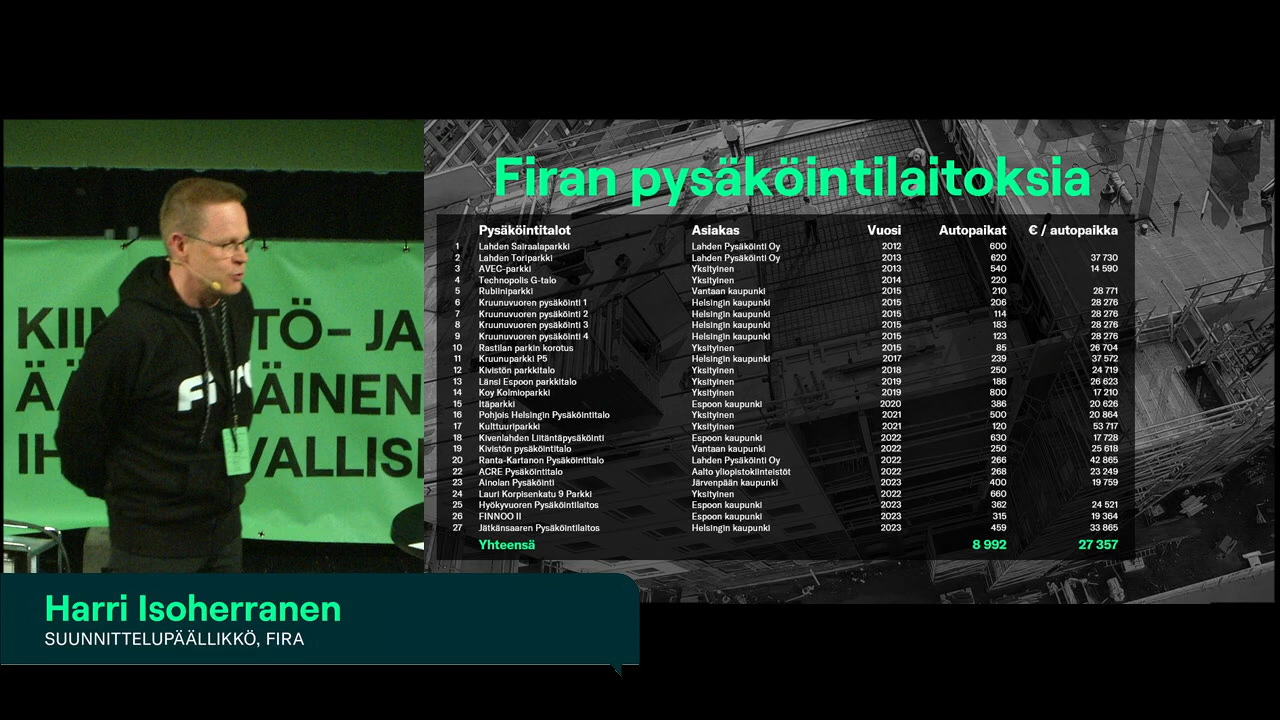 Firan pysäköintilaitoksia
Pysäköintitalot Asiakas Vuosi Autopaikat € / autopaikka
1 Lahden Sairaalaparkki Lahden Pysäköinti Oy 2012 600
2 Lahden Toriparkki Lahden Pysäköinti Oy 2013 620 37 730
3 AVEC-parkki Yksityinen 2013 540 14 590
4 Technopolis G-talo Yksityinen 2014 220
5 Rubiiniparkki Vantaan kaupunki 2015 210 28 771
6 Kruunuvuoren pysäköinti 1 Helsingin kaupunki 2015 206 28 276
7 Kruunuvuoren pysäköinti 2 Helsingin kaupunki 2015 114 28 276
8 Kruunuvuoren pysäköinti 3 Helsingin kaupunki 2015 183 28 276
9 Kruunuvuoren pysäköinti 4 Helsingin kaupunki 2015 123 28 276
10 Rastilan parkin korotus Yksityinen 2015 85 26 704
11 Kruunuparkki P5 Helsingin kaupunki 2017 239 37 572
12 Kivistön parkkitalo Yksityinen 2018 250 24 719
13 Länsi Espoon parkkitalo Yksityinen 2019 186 26 623
14 Koy Kolmioparkki Yksityinen 2019 800 17 210
15 Itäparkki Espoon kaupunki 2020 386 20 626
16 Pohjois Helsingin Pysäköintitalo Yksityinen 2021 500 20 864
17 Kulttuuriparkki Yksityinen 2021 120 53 717
18 Kivenlahden Liitäntäpysäköinti Espoon kaupunki 2022 630 17 728
19 Kivistön pysäköintitalo Vantaan kaupunki 2022 250 25 618
20 Ranta-Kartanon Pysäköintitalo Lahden Pysäköinti Oy 2022 266 42 865
22 ACRE Pysäköintitalo Aalto yliopistokiinteistöt 2022 268 23 249
23 Ainolan Pysäköinti Järvenpään kaupunki 2023 400 19 759
24 Lauri Korpisenkatu 9 Parkki Yksityinen 2022 660
25 Hyökyvuoren Pysäköintilaitos Espoon kaupunki 2023 362 24 521
26 FINNOO II Espoon kaupunki 2023 315 19 364
27 Jätkänsaaren Pysäköintilaitos Helsingin kaupunki 2023 459 33 865
Yhteensä 8 992 27 357
Harri Isoherranen
SUUNNITTELUPÄÄLLIKKÖ, FIRA